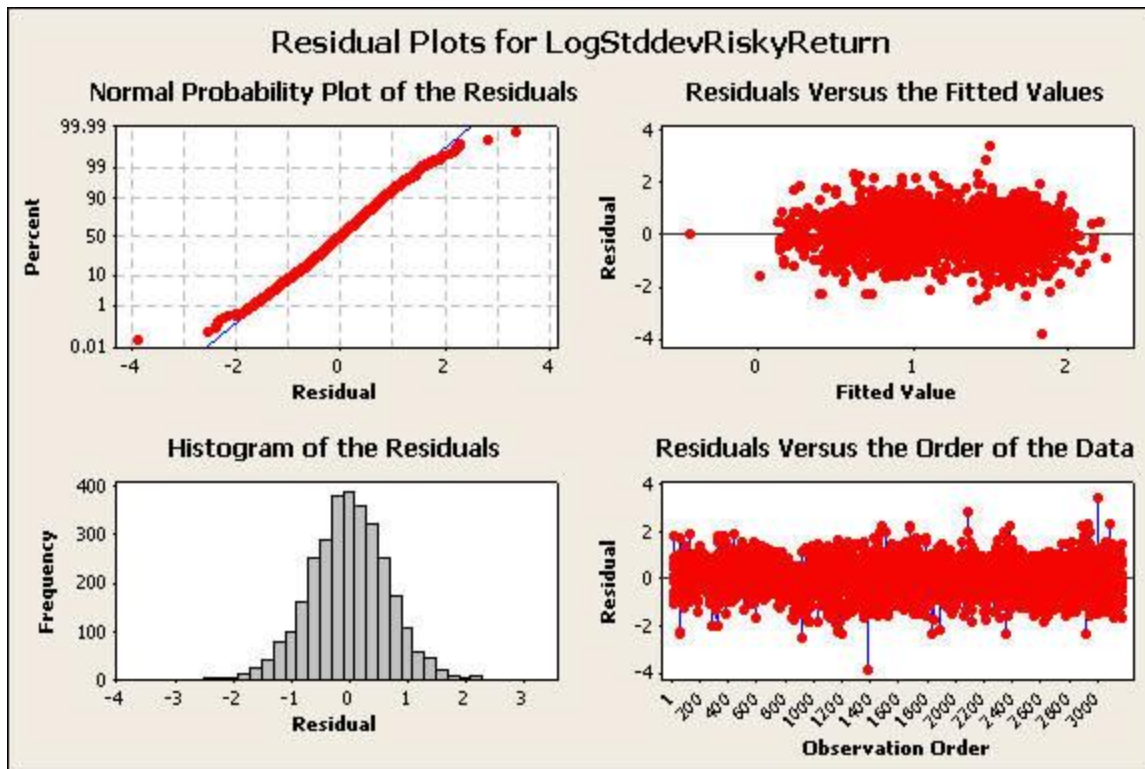 Residual Plots for LogStddevRiskyReturn
Normal Probability Plot of the Residuals
99.99
99
90
50
10
1
0.01
Percent
-4 -2 0 2 4
Residual
Residuals Versus the Fitted Values
4
2
0
-2
-4
Residual
0 1 2
Fitted Value
Histogram of the Residuals
400
300
200
100
0
Frequency
-4 -3 -2 -1 0 1 2 3
Residual
Residuals Versus the Order of the Data
4
2
0
-2
-4
Residual
1 200 400 600 800 1000 1200 1400 1600 1800 2000 2200 2400 2600 2800 3000
Observation Order